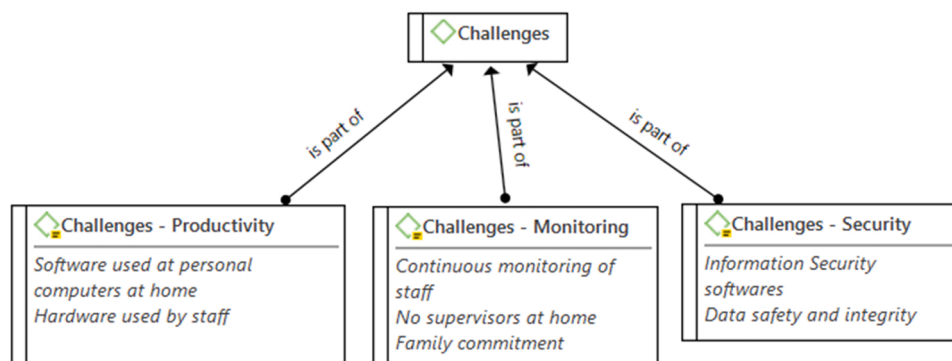 Challenges
is part of
is part of
is part of
Challenges - Productivity
Software used at personal
computers at home
Hardware used by staff
Challenges - Monitoring
Continuous monitoring of
staff
No supervisors at home
Family commitment
Challenges - Security
Information Security
softwares
Data safety and integrity